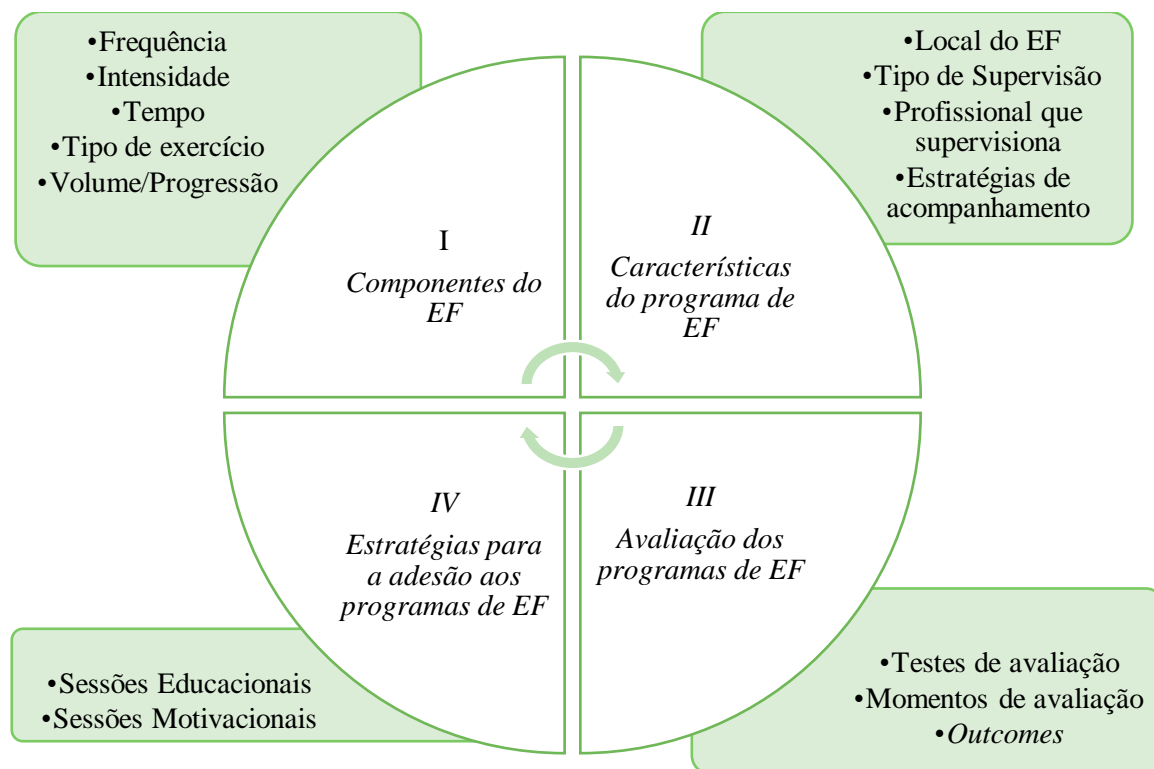 •Frequência
•Intensidade
•Tempo
•Tipo de exercício
•Volume/Progressão
•Local do EF
•Tipo de Supervisão
•Profissional que
supervisiona
•Estratégias de
acompanhamento
I
Componentes do
EF
II
Características
do programa de
EF
IV
Estratégias para
a adesão aos
programas de EF
III
Avaliação dos
programas de EF
•Sessões Educacionais
•Sessões Motivacionais
•Testes de avaliação
•Momentos de avaliação
•Outcomes